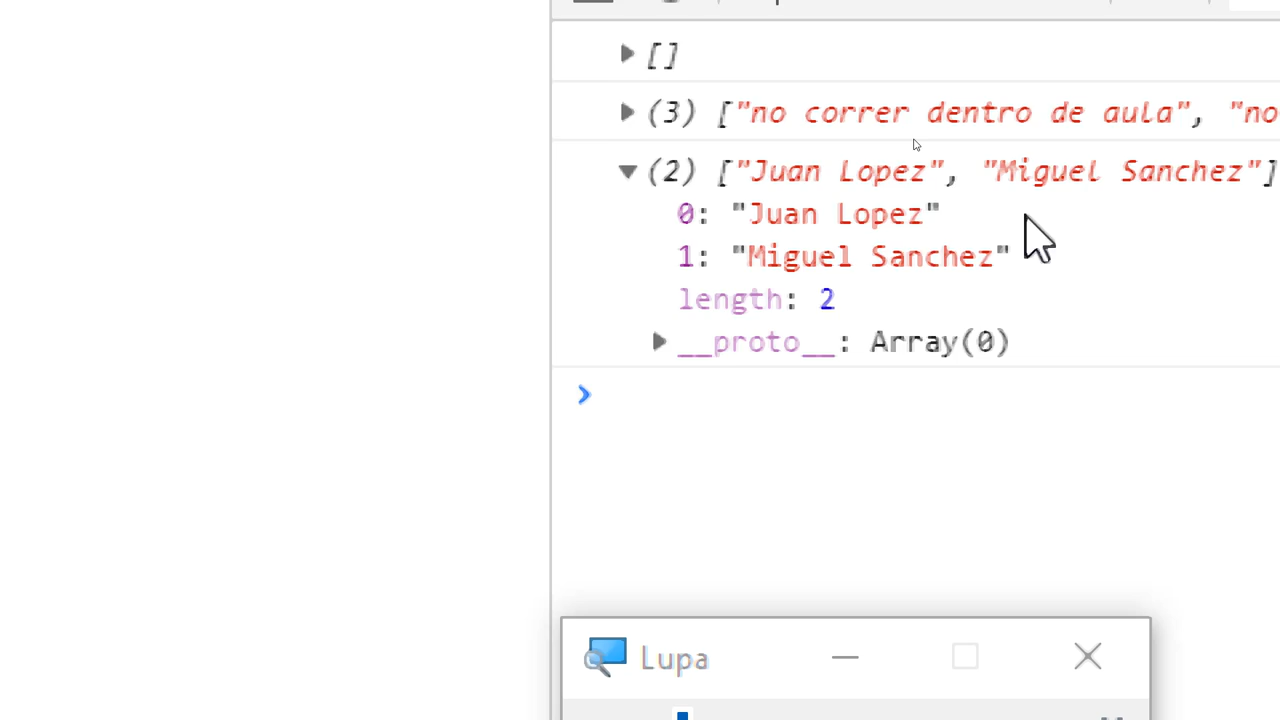 []
(3) ["no correr dentro de aula", "no
(2) ["Juan Lopez", "Miguel Sanchez"]
0: "Juan Lopez"
1: "Miguel Sanchez"
length: 2
__proto__: Array(0)
Lupa